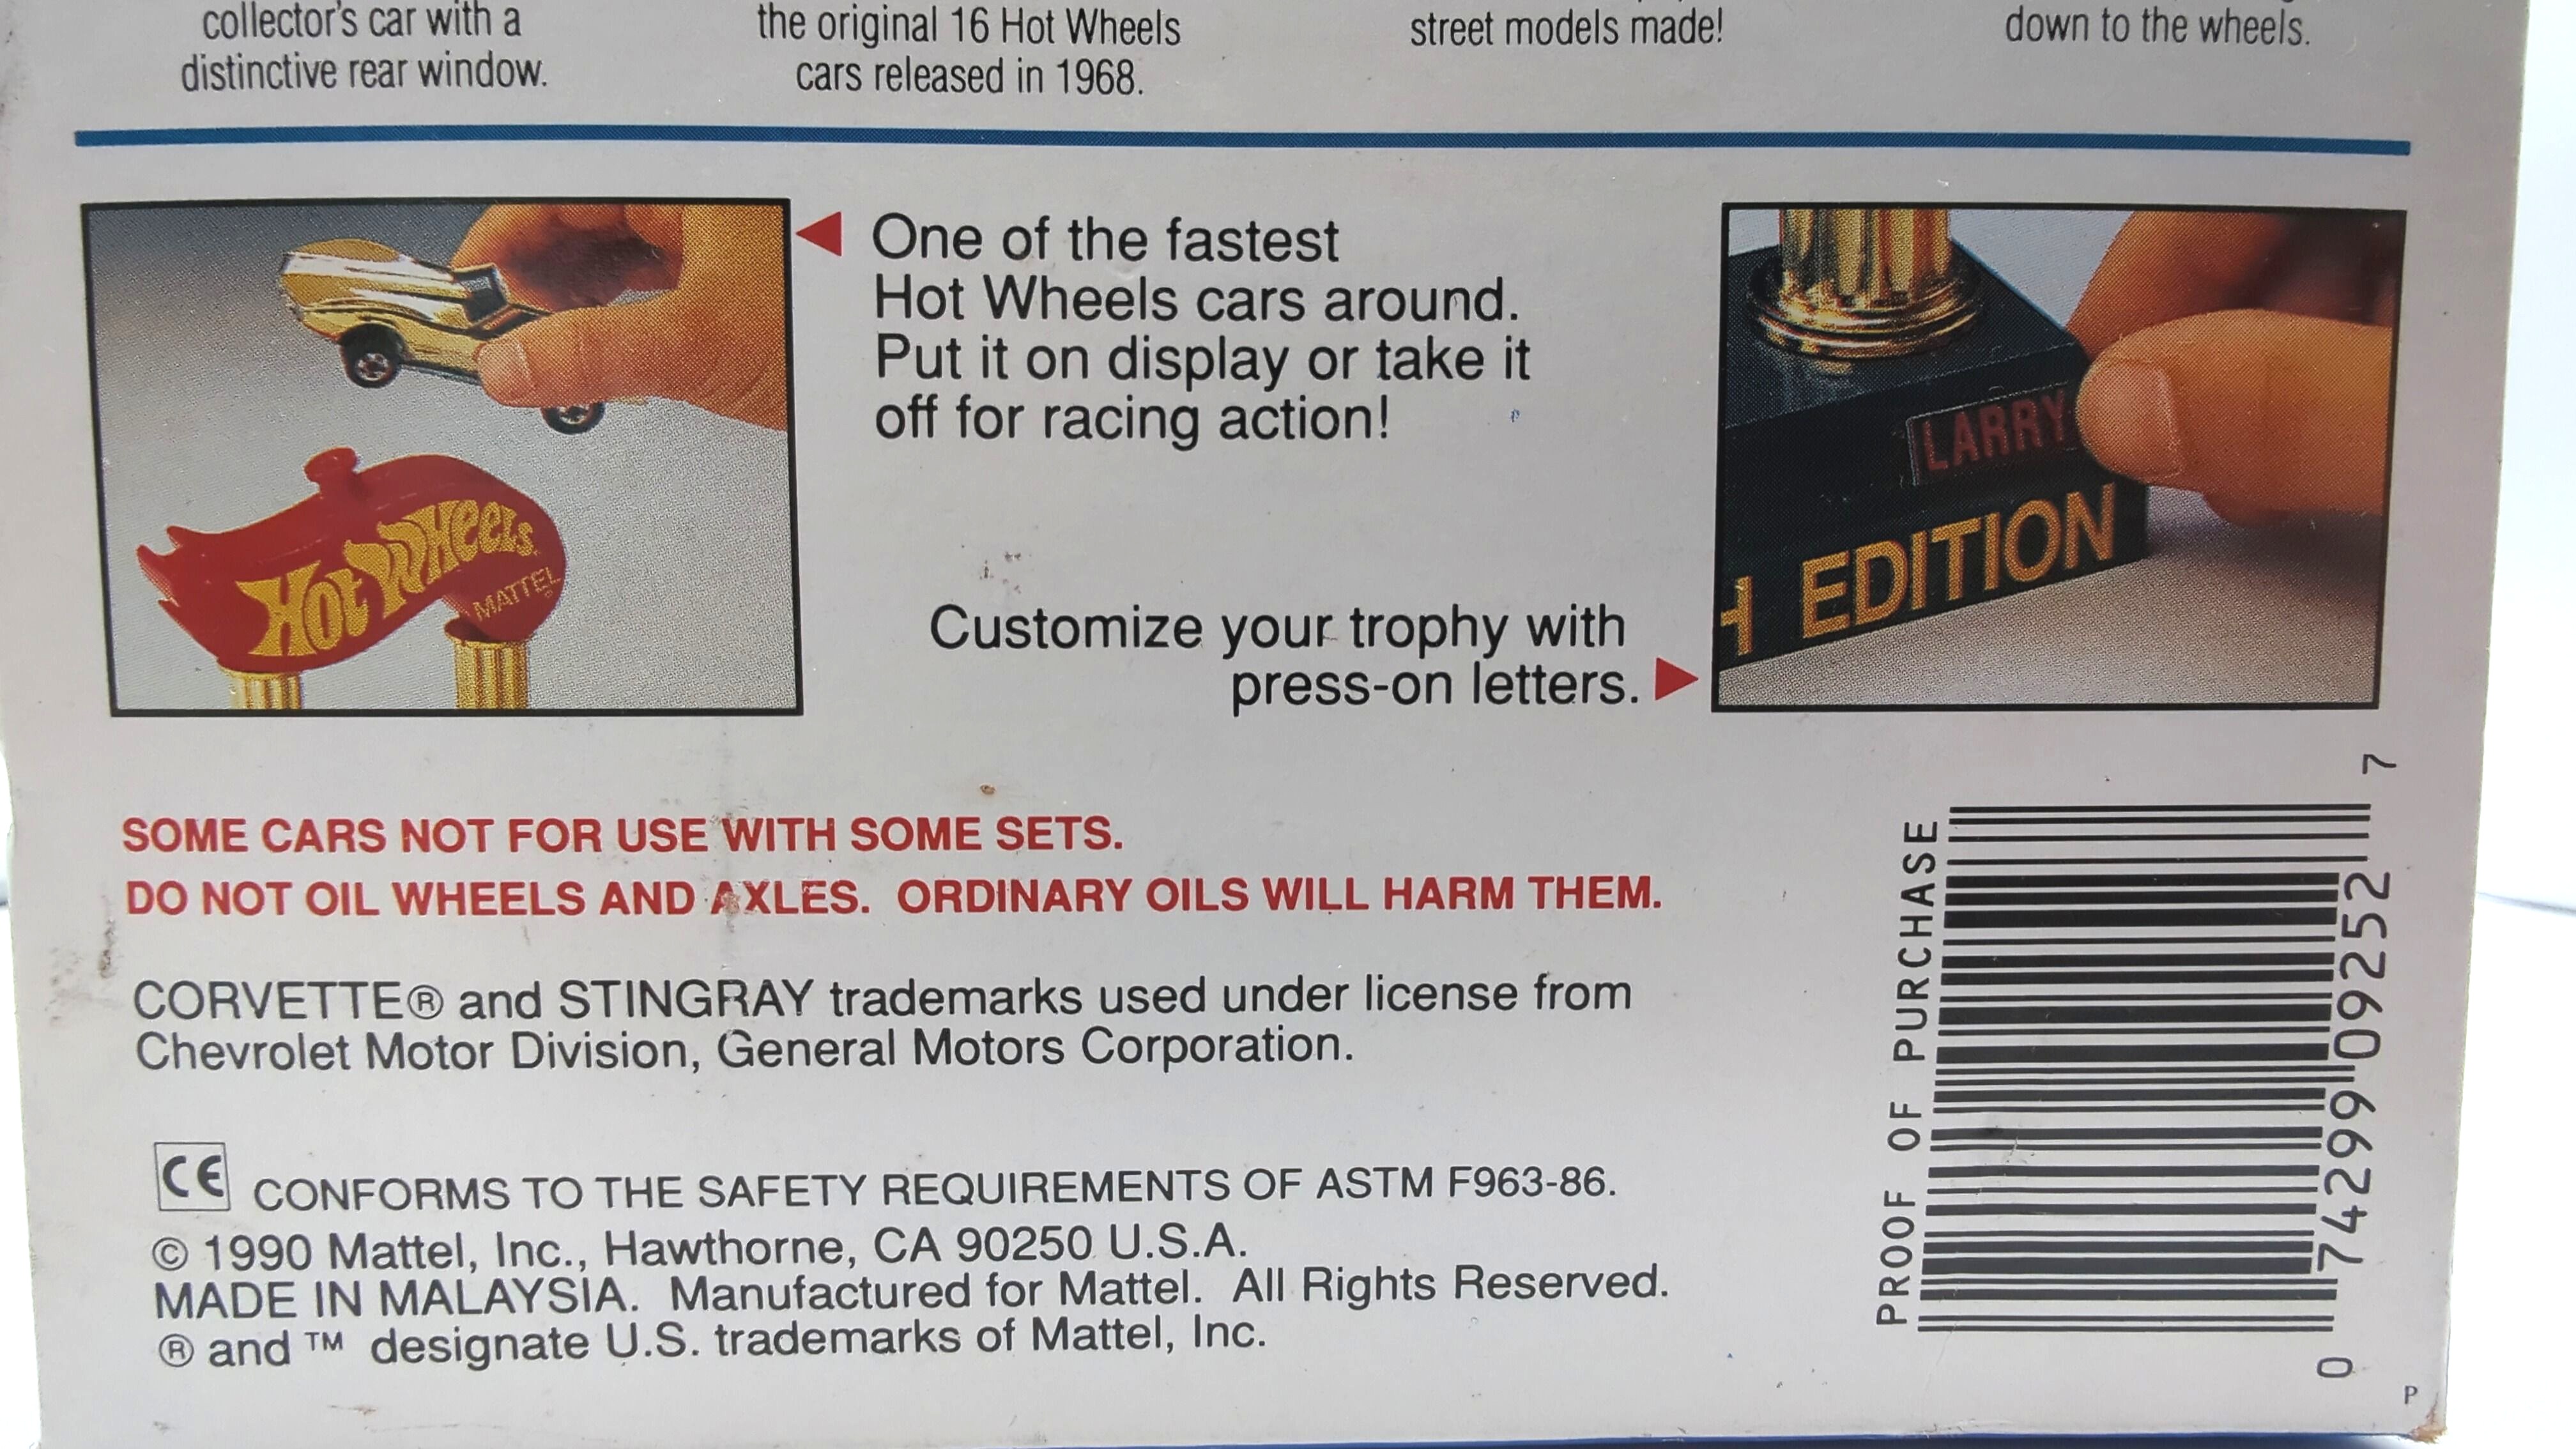 collector's car with a
distinctive rear window.
the original 16 Hot Wheels
cars released in 1968.
street models made!
down to the wheels.
One of the fastest
Hot Wheels cars around.
Put it on display or take it
off for racing action!
Hot Wheels
MATTEL
Customize your trophy with
press-on letters.
LARRY
H EDITION
SOME CARS NOT FOR USE WITH SOME SETS.
DO NOT OIL WHEELS AND AXLES. ORDINARY OILS WILL HARM THEM.
CORVETTE® and STINGRAY trademarks used under license from
Chevrolet Motor Division, General Motors Corporation.
CE CONFORMS TO THE SAFETY REQUIREMENTS OF ASTM F963-86.
© 1990 Mattel, Inc., Hawthorne, CA 90250 U.S.A.
MADE IN MALAYSIA. Manufactured for Mattel. All Rights Reserved.
® and ™ designate U.S. trademarks of Mattel, Inc.
PROOF OF PURCHASE
0 74299 09252 7
P